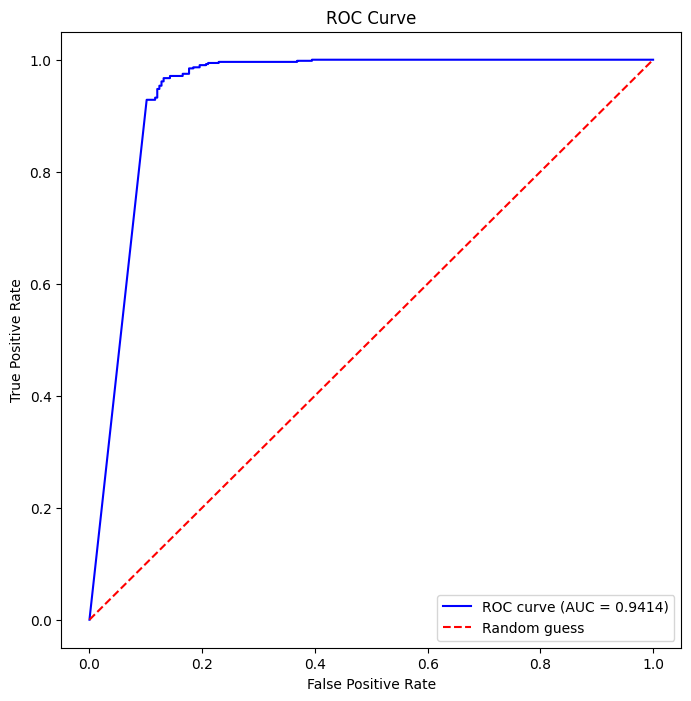 ROC Curve
True Positive Rate
1.0
0.8
0.6
0.4
0.2
0.0
ROC curve (AUC = 0.9414)
Random guess
0.0 0.2 0.4 0.6 0.8 1.0
False Positive Rate